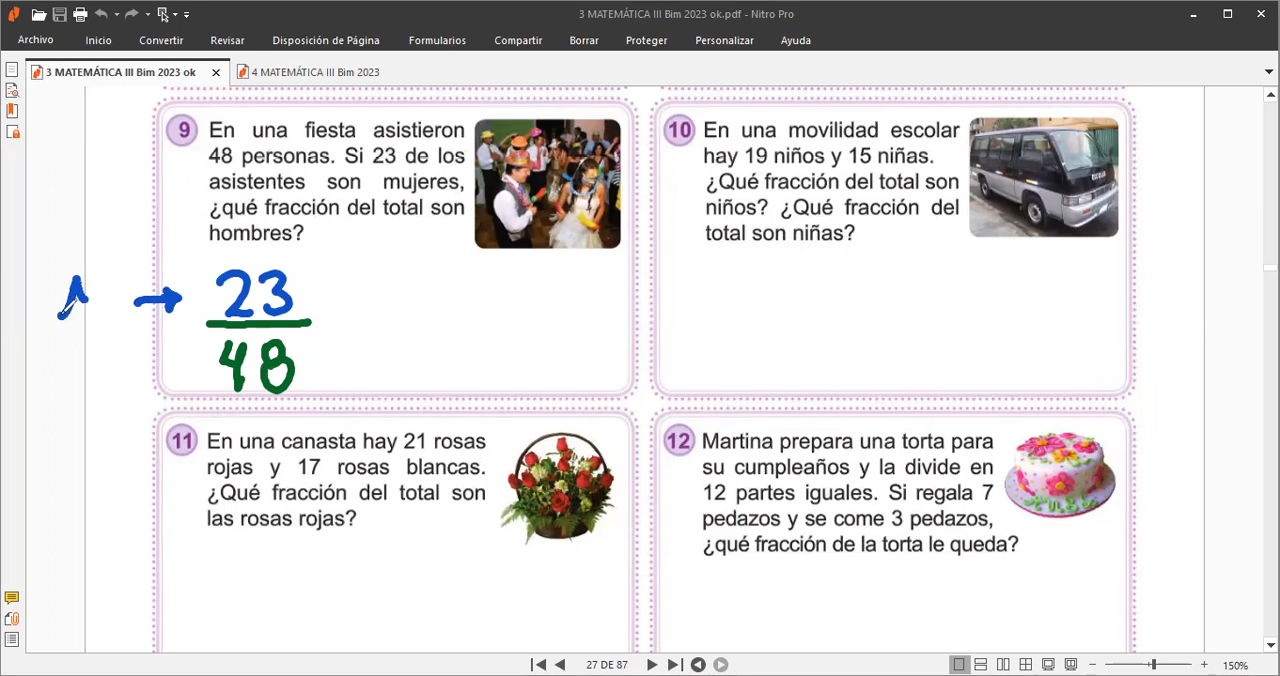 3 MATEMÁTICA III Bim 2023 ok.pdf - Nitro Pro
Archivo Inicio Convertir Revisar Disposición de Página Formularios Compartir Borrar Proteger Personalizar Ayuda
3 MATEMÁTICA III Bim 2023 ok × 4 MATEMÁTICA III Bim 2023
9 En una fiesta asistieron
48 personas. Si 23 de los
asistentes son mujeres,
¿qué fracción del total son
hombres?
→ 23
48
10 En una movilidad escolar
hay 19 niños y 15 niñas.
¿Qué fracción del total son
niños? ¿Qué fracción del
total son niñas?
11 En una canasta hay 21 rosas
rojas y 17 rosas blancas.
¿Qué fracción del total son
las rosas rojas?
12 Martina prepara una torta para
su cumpleaños y la divide en
12 partes iguales. Si regala 7
pedazos y se come 3 pedazos,
¿qué fracción de la torta le queda?
27 DE 87
150%